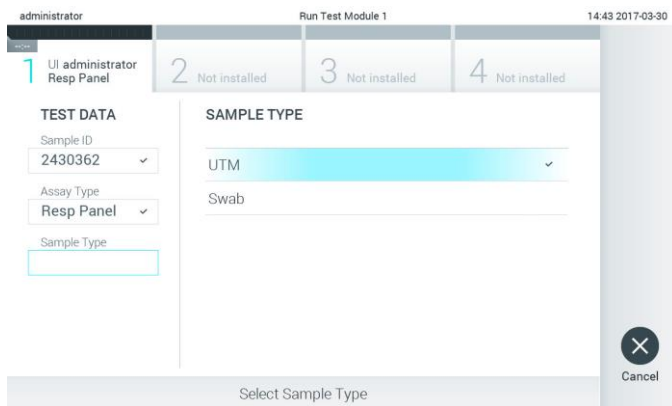 administrator Run Test Module 1 14:43 2017-03-30
--:--
1 UI administrator
Resp Panel
2 Not installed
3 Not installed
4 Not installed
TEST DATA
Sample ID
2430362
Assay Type
Resp Panel
Sample Type
SAMPLE TYPE
UTM
Swab
Cancel
Select Sample Type